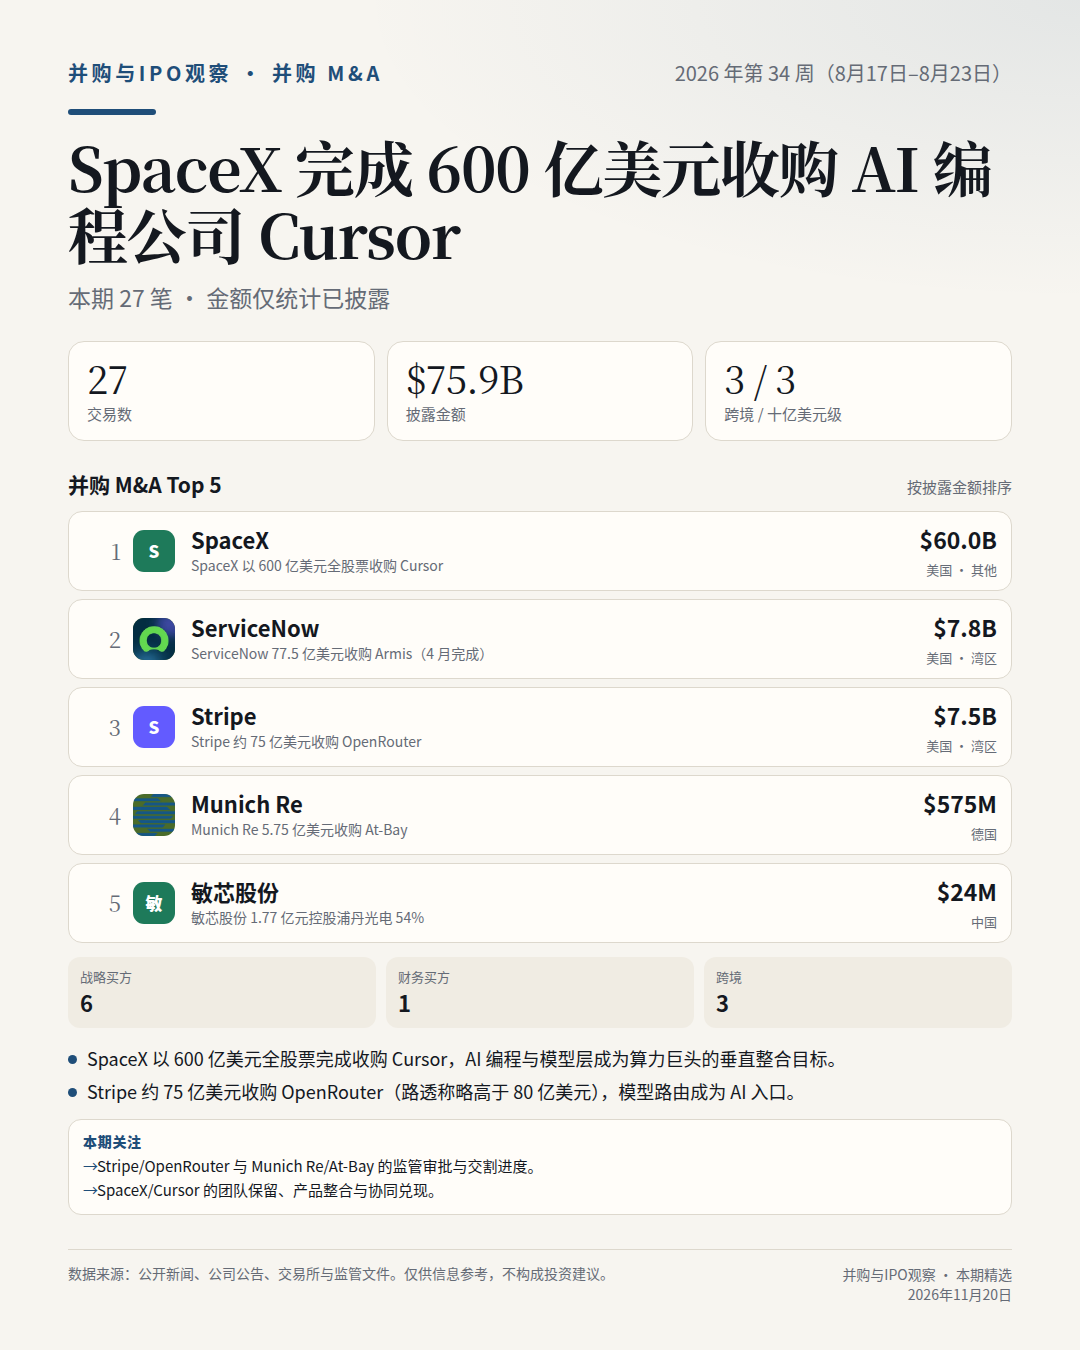 并购与IPO观察 · 并购 M&A
2026 年第 34 周（8月17日–8月23日）
SpaceX 完成 600 亿美元收购 AI 编
程公司 Cursor
本期 27 笔 · 金额仅统计已披露
27
交易数
$75.9B
披露金额
3 / 3
跨境 / 十亿美元级
并购 M&A Top 5
按披露金额排序
1
S
SpaceX
SpaceX 以 600 亿美元全股票收购 Cursor
$60.0B
美国 · 其他
2
ServiceNow
ServiceNow 77.5 亿美元收购 Armis（4 月完成）
$7.8B
美国 · 湾区
3
S
Stripe
Stripe 约 75 亿美元收购 OpenRouter
$7.5B
美国 · 湾区
4
Munich Re
Munich Re 5.75 亿美元收购 At-Bay
$575M
德国
5
敏
敏芯股份
敏芯股份 1.77 亿元控股浦丹光电 54%
$24M
中国
战略买方
6
财务买方
1
跨境
3
SpaceX 以 600 亿美元全股票完成收购 Cursor，AI 编程与模型层成为算力巨头的垂直整合目标。
Stripe 约 75 亿美元收购 OpenRouter（路透称略高于 80 亿美元），模型路由成为 AI 入口。
本期关注
→Stripe/OpenRouter 与 Munich Re/At-Bay 的监管审批与交割进度。
→SpaceX/Cursor 的团队保留、产品整合与协同兑现。
数据来源：公开新闻、公司公告、交易所与监管文件。仅供信息参考，不构成投资建议。
并购与IPO观察 · 本期精选
2026年11月20日